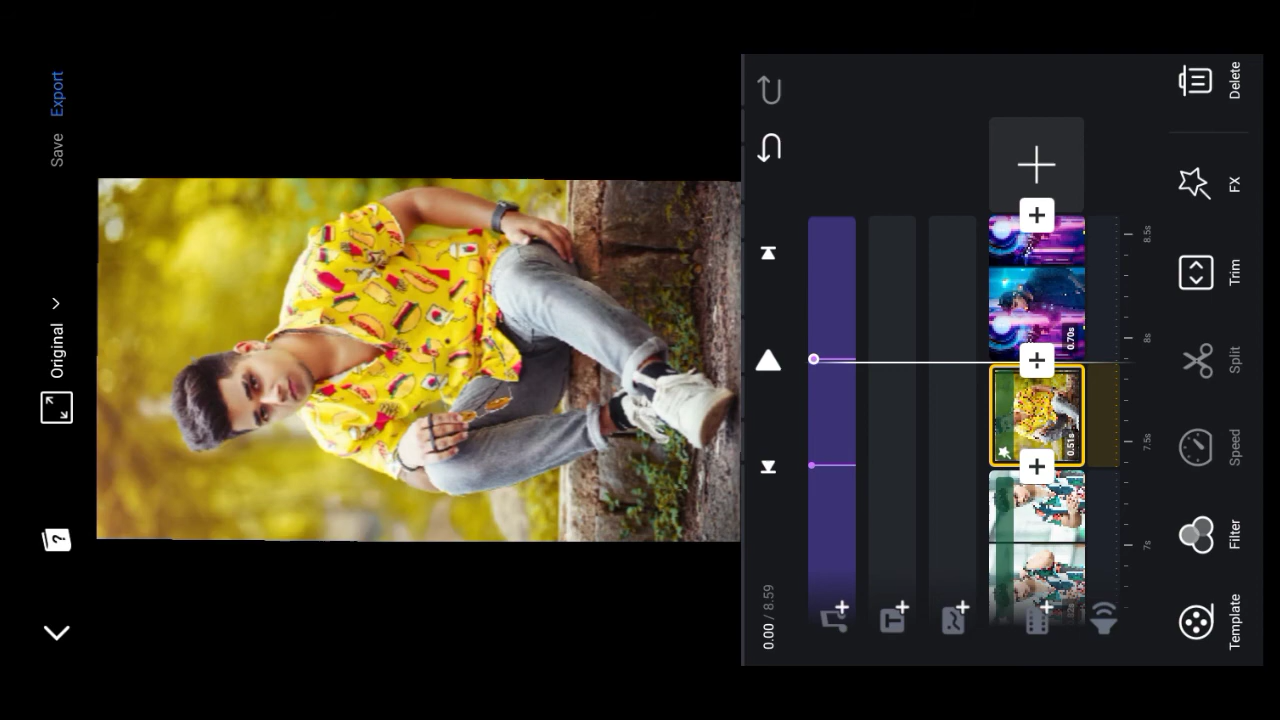 Original
Save
Export
0.00 / 8.59
0.51s
0.70s
7s
7.5s
8s
8.5s
Template
Filter
Speed
Split
Trim
FX
Delete